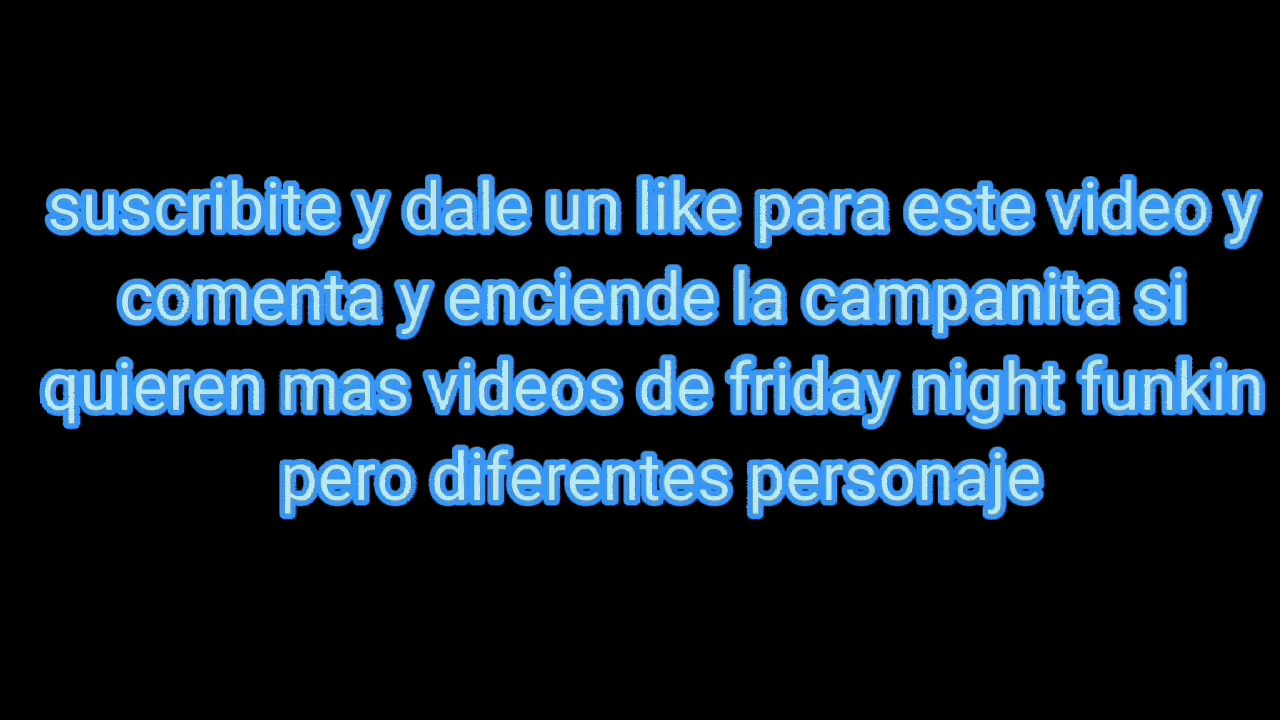 suscribite y dale un like para este video y
comenta y enciende la campanita si
quieren mas videos de friday night funkin
pero diferentes personaje